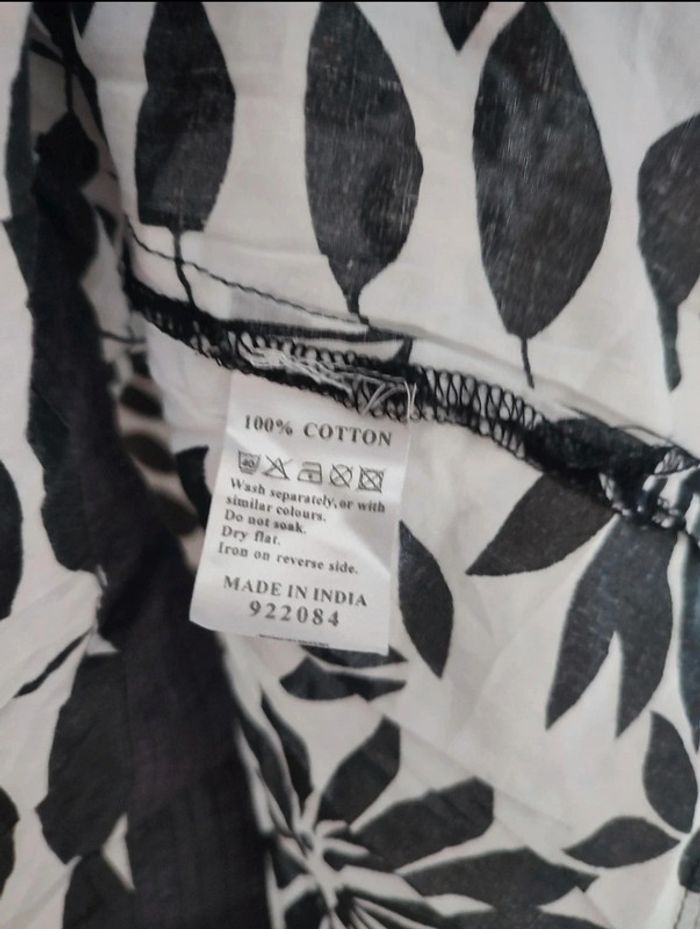 100% COTTON
40
Wash separately, or with
similar colours.
Do not soak.
Dry flat.
Iron on reverse side.
MADE IN INDIA
922084